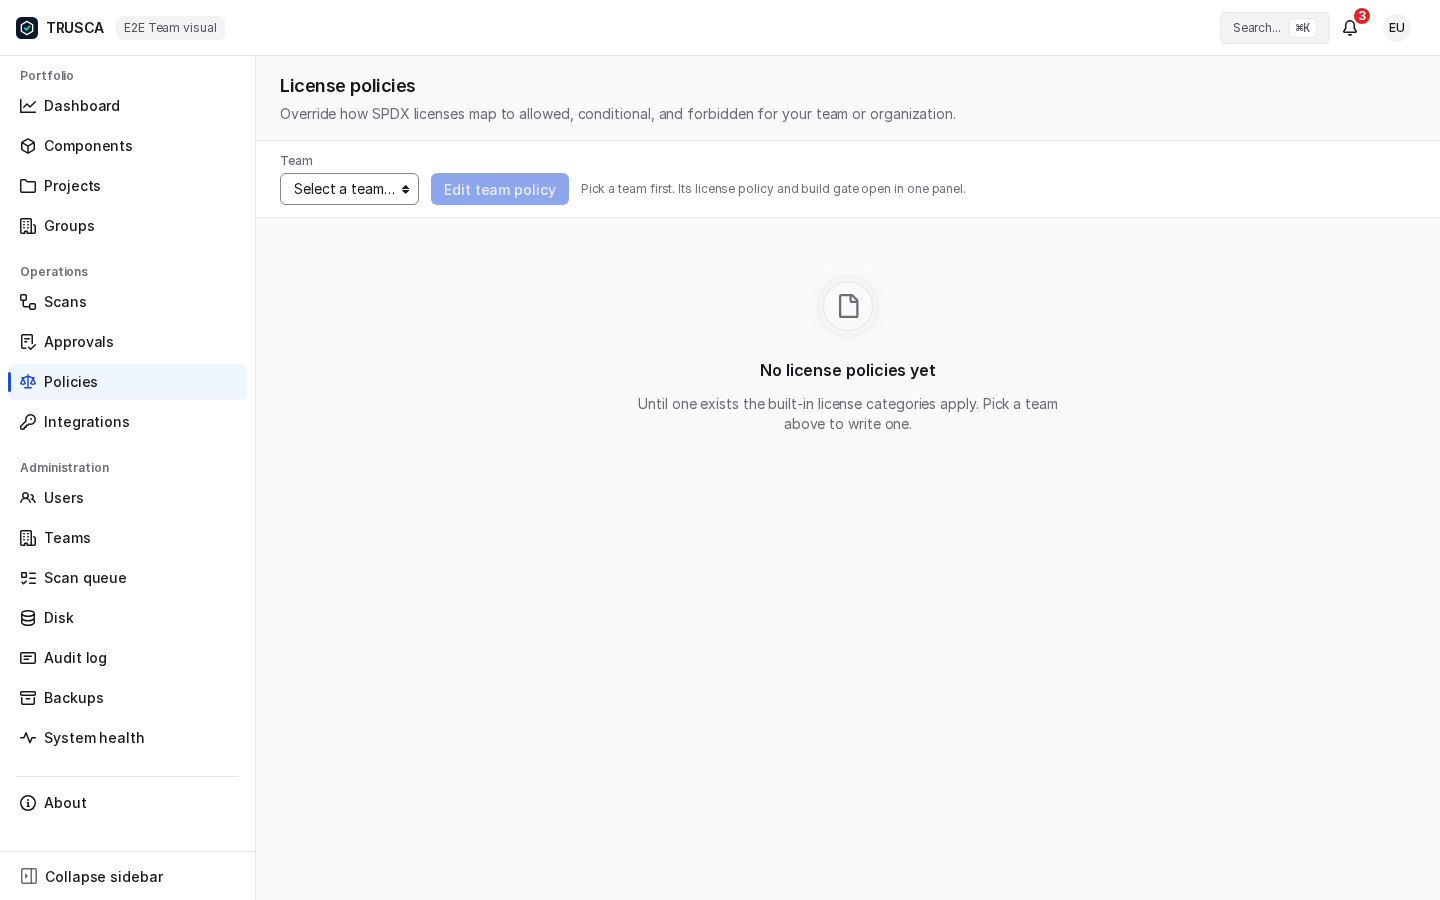 TRUSCA
E2E Team visual
Search...
⌘K
3
EU
Portfolio
Dashboard
Components
Projects
Groups
Operations
Scans
Approvals
Policies
Integrations
Administration
Users
Teams
Scan queue
Disk
Audit log
Backups
System health
About
Collapse sidebar
License policies
Override how SPDX licenses map to allowed, conditional, and forbidden for your team or organization.
Team
Select a team...
Edit team policy
Pick a team first. Its license policy and build gate open in one panel.
No license policies yet
Until one exists the built-in license categories apply. Pick a team
above to write one.